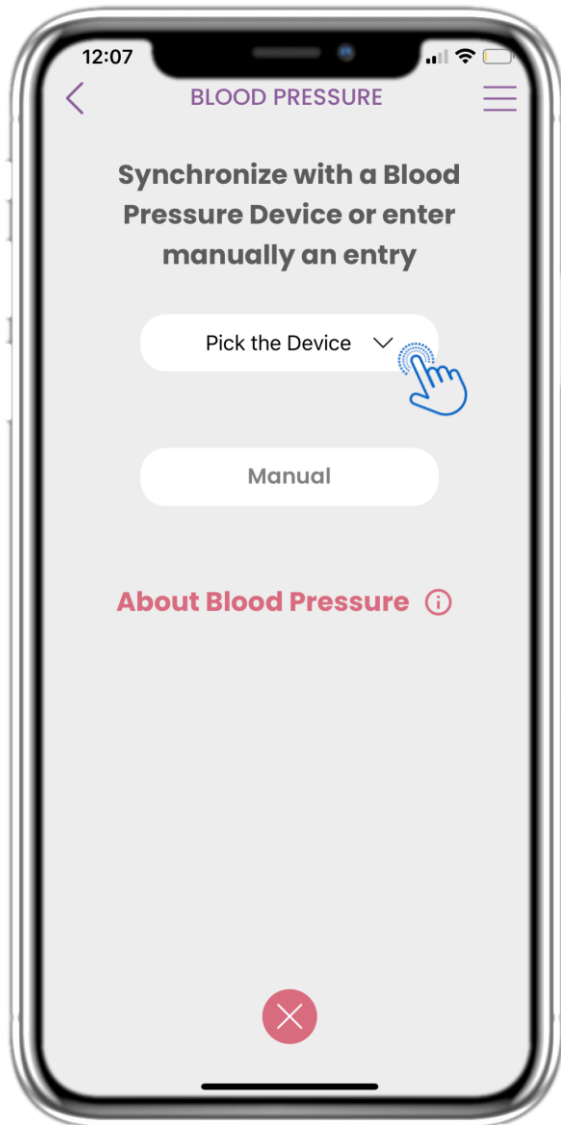 12:07
BLOOD PRESSURE
Synchronize with a Blood
Pressure Device or enter
manually an entry
Pick the Device
Manual
About Blood Pressure